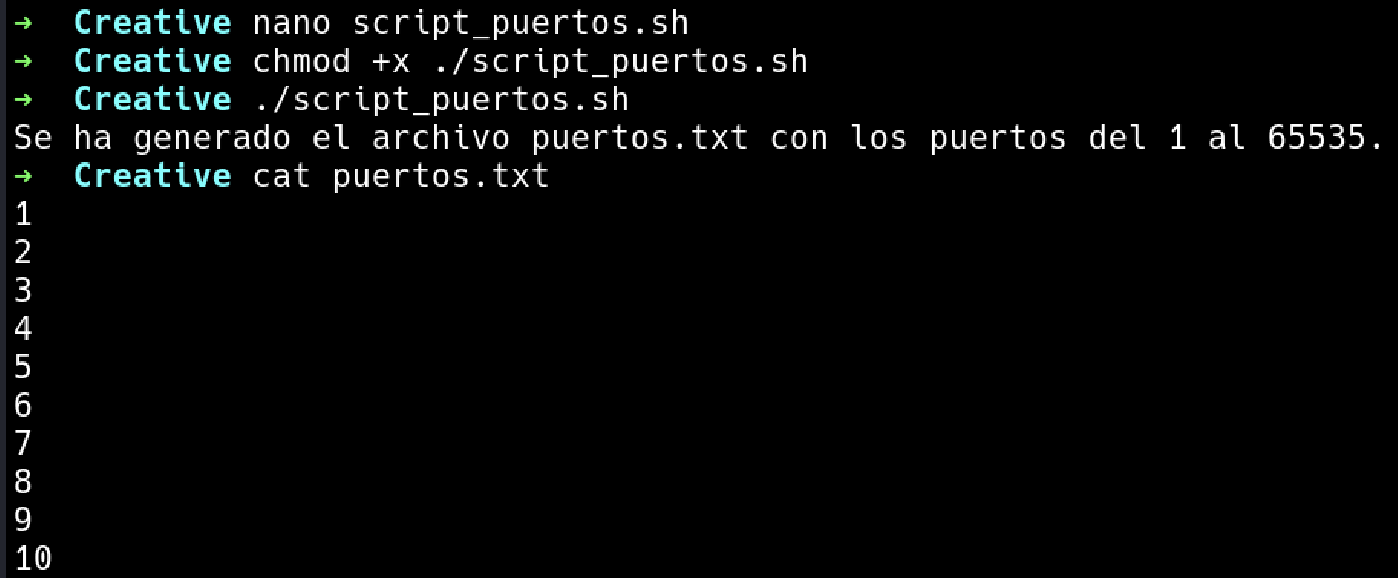 → Creative nano script_puertos.sh
→ Creative chmod +x ./script_puertos.sh
→ Creative ./script_puertos.sh
Se ha generado el archivo puertos.txt con los puertos del 1 al 65535.
→ Creative cat puertos.txt
1
2
3
4
5
6
7
8
9
10